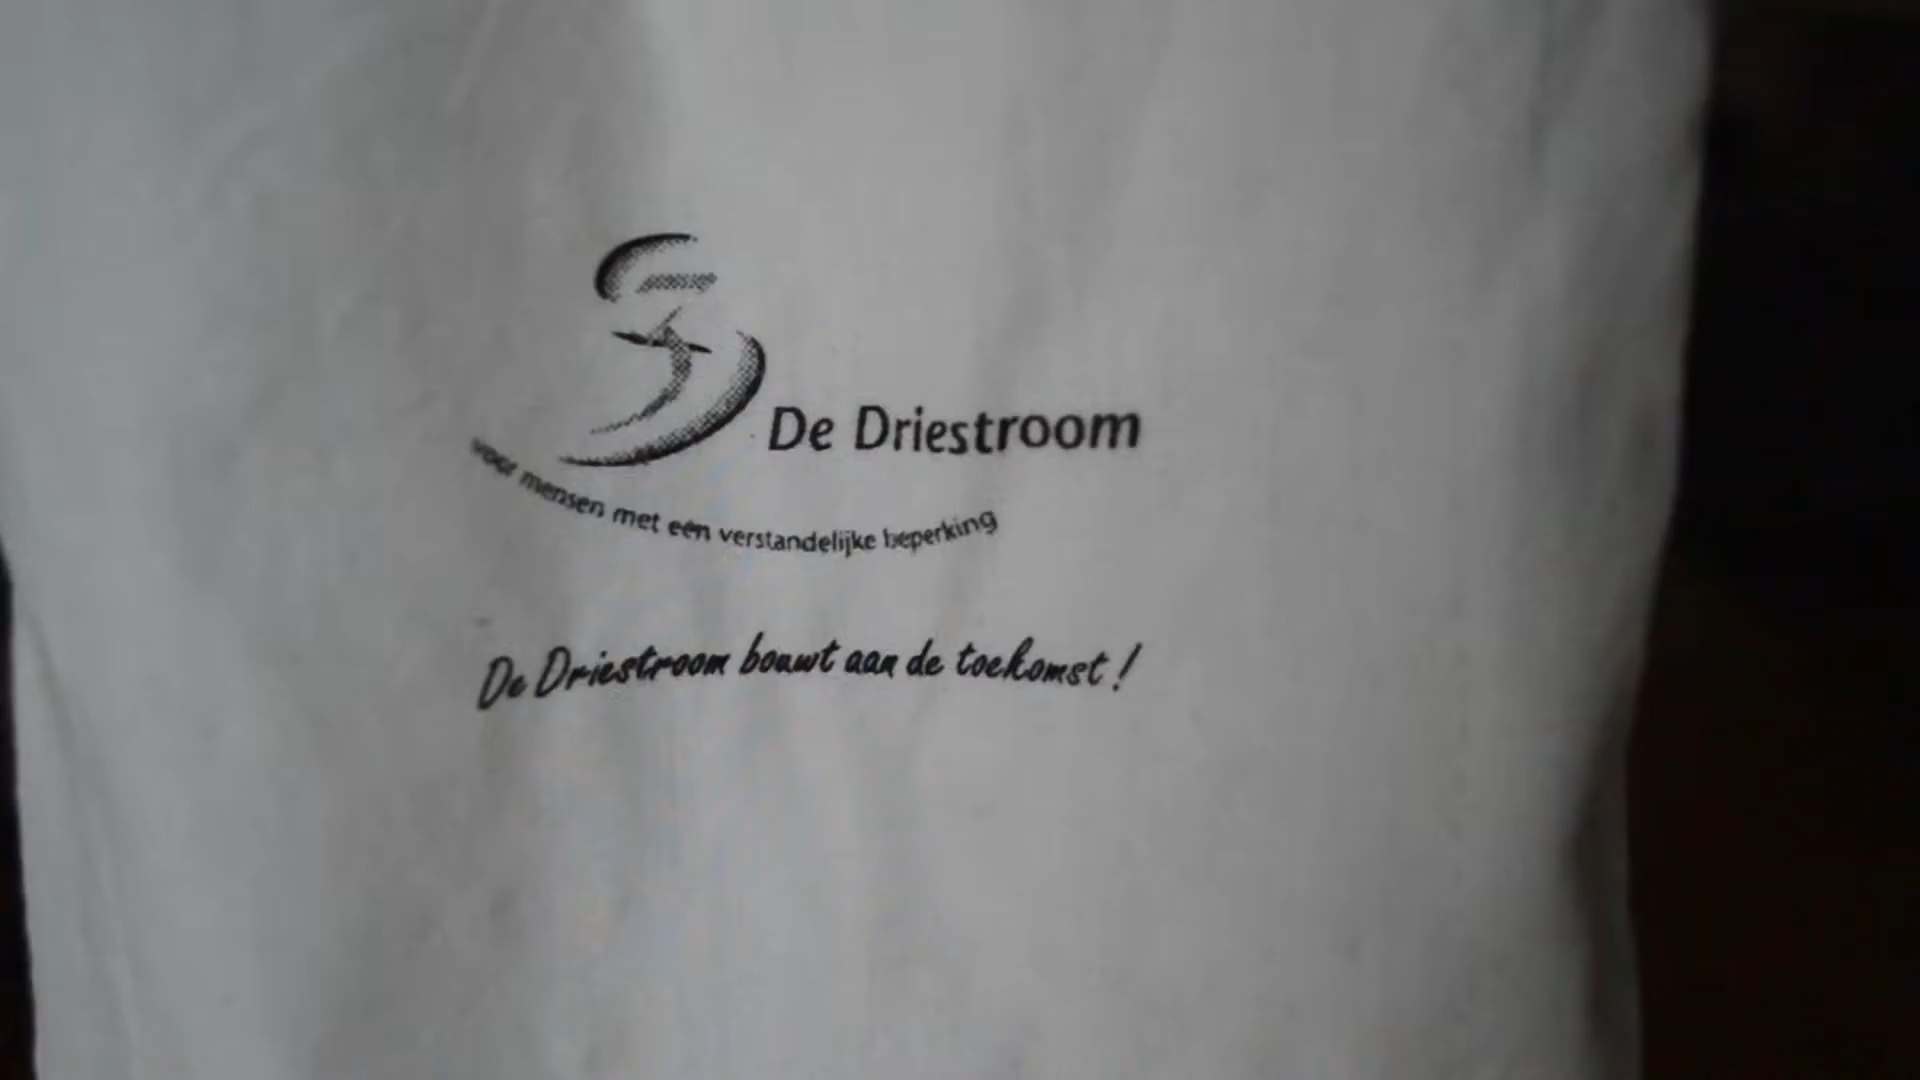 De Driestroom
voor mensen met een verstandelijke beperking
De Driestroom bouwt aan de toekomst!